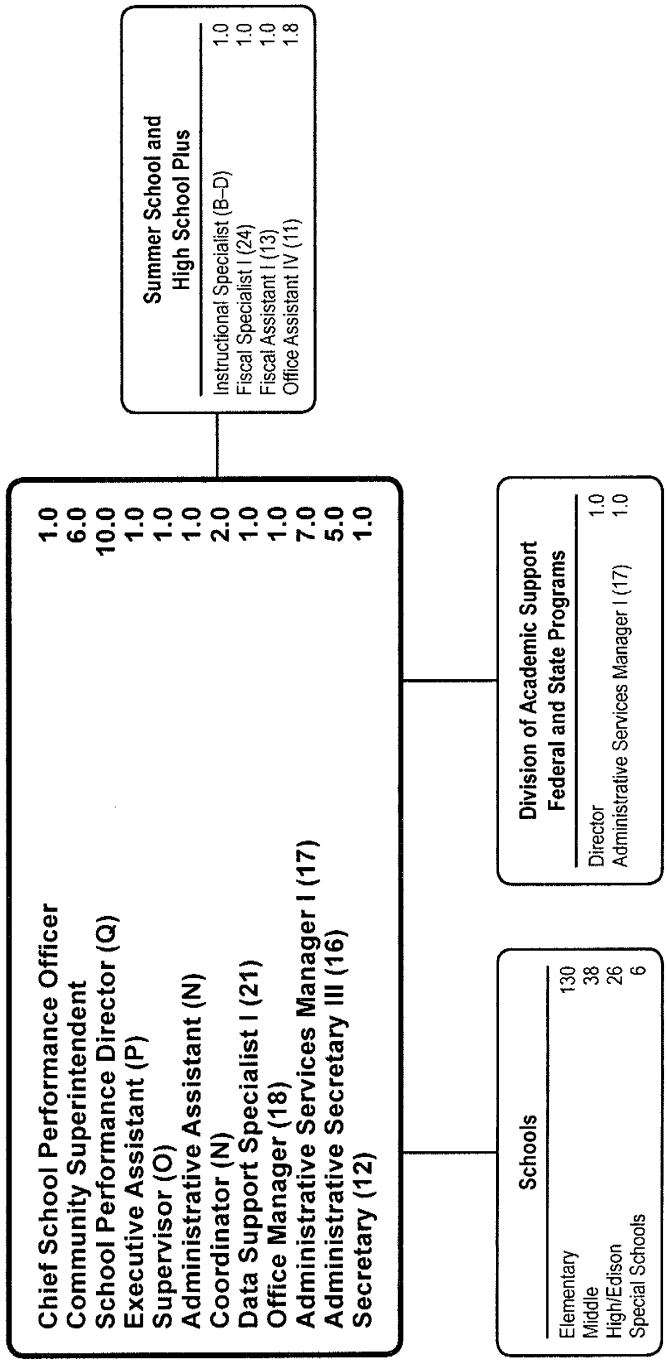 Chief School Performance Officer 1.0
Community Superintendent 6.0
School Performance Director (Q) 10.0
Executive Assistant (P) 1.0
Supervisor (O) 1.0
Administrative Assistant (N) 1.0
Coordinator (N) 2.0
Data Support Specialist I (21) 1.0
Office Manager (18) 1.0
Administrative Services Manager I (17) 7.0
Administrative Secretary III (16) 5.0
Secretary (12) 1.0
Summer School and
High School Plus
Instructional Specialist (B–D) 1.0
Fiscal Specialist I (24) 1.0
Fiscal Assistant I (13) 1.0
Office Assistant IV (11) 1.8
Schools
Elementary 130
Middle 38
High/Edison 26
Special Schools 6
Division of Academic Support
Federal and State Programs
Director 1.0
Administrative Services Manager I (17) 1.0